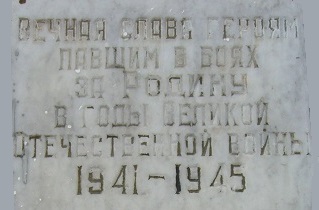 ВЕЧНАЯ СЛАВА ГЕРОЯМ
ПАВШИМ В БОЯХ
ЗА РОДИНУ
В ГОДЫ ВЕЛИКОЙ
ОТЕЧЕСТВЕННОЙ ВОЙНЫ
1941-1945